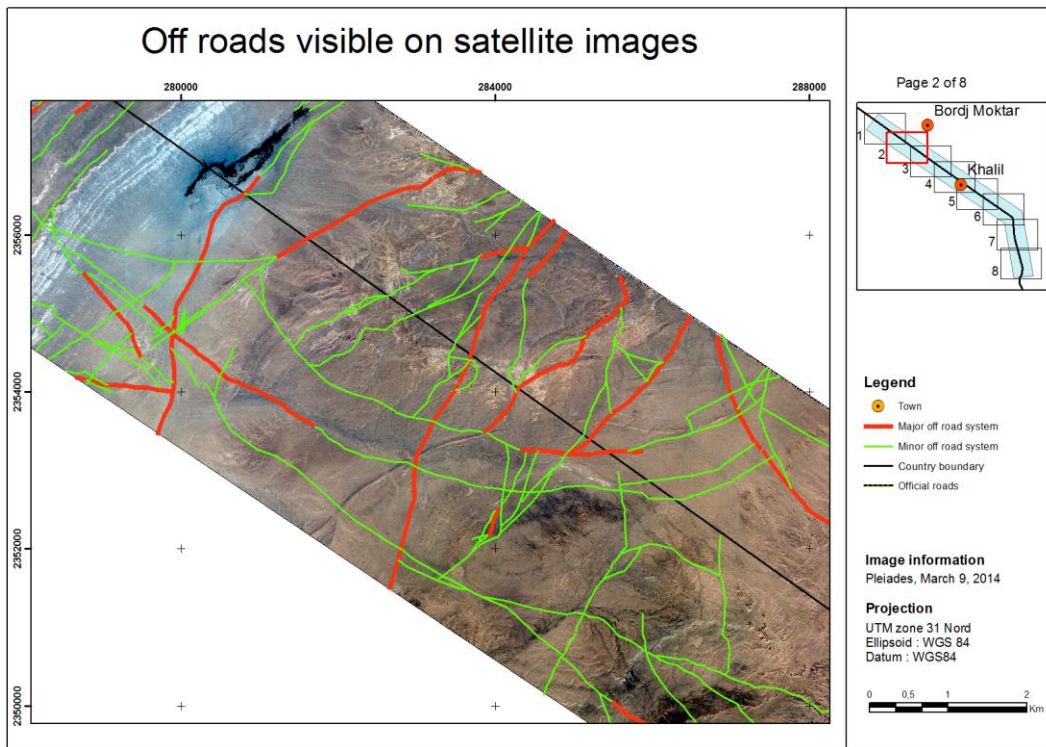 Off roads visible on satellite images
280000
284000
288000
2356000
2354000
2352000
2350000
Page 2 of 8
Bordj Moktar
1
2
Khalil
3
4
5
6
7
8
Legend
Town
Major off road system
Minor off road system
Country boundary
Official roads
Image information
Pleiades, March 9, 2014
Projection
UTM zone 31 Nord
Ellipsoid : WGS 84
Datum : WGS84
0 0,5 1 2
Km